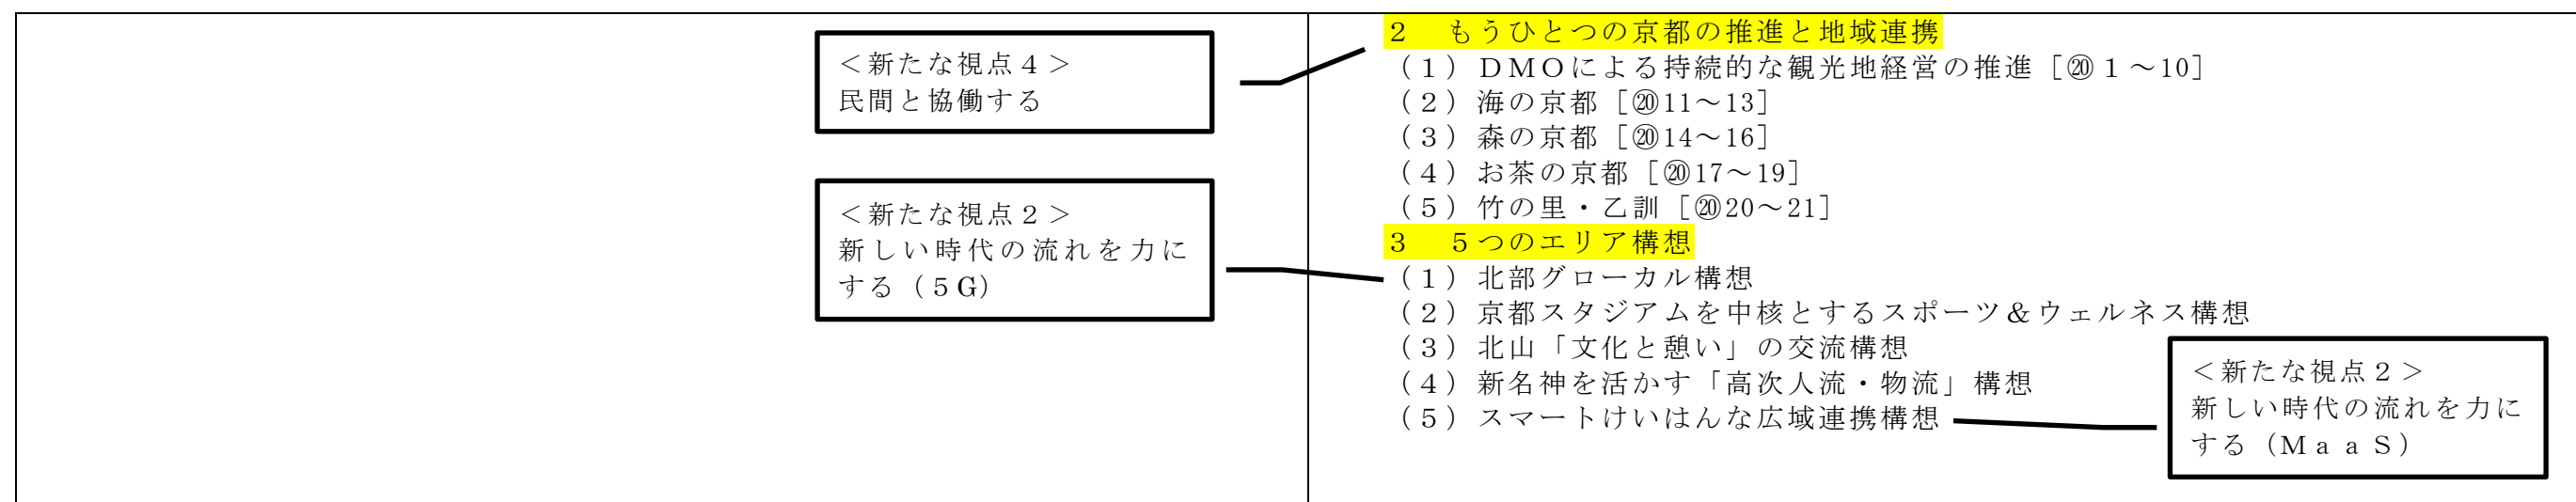 ＜新たな視点４＞
民間と協働する
＜新たな視点２＞
新しい時代の流れを力に
する（５G）
２　もうひとつの京都の推進と地域連携
（１）ＤＭＯによる持続的な観光地経営の推進［⑳１～10］
（２）海の京都［⑳11～13］
（３）森の京都［⑳14～16］
（４）お茶の京都［⑳17～19］
（５）竹の里・乙訓［⑳20～21］
３　５つのエリア構想
（１）北部グローカル構想
（２）京都スタジアムを中核とするスポーツ＆ウェルネス構想
（３）北山「文化と憩い」の交流構想
（４）新名神を活かす「高次人流・物流」構想
（５）スマートけいはんな広域連携構想
＜新たな視点２＞
新しい時代の流れを力に
する（ＭａａＳ）